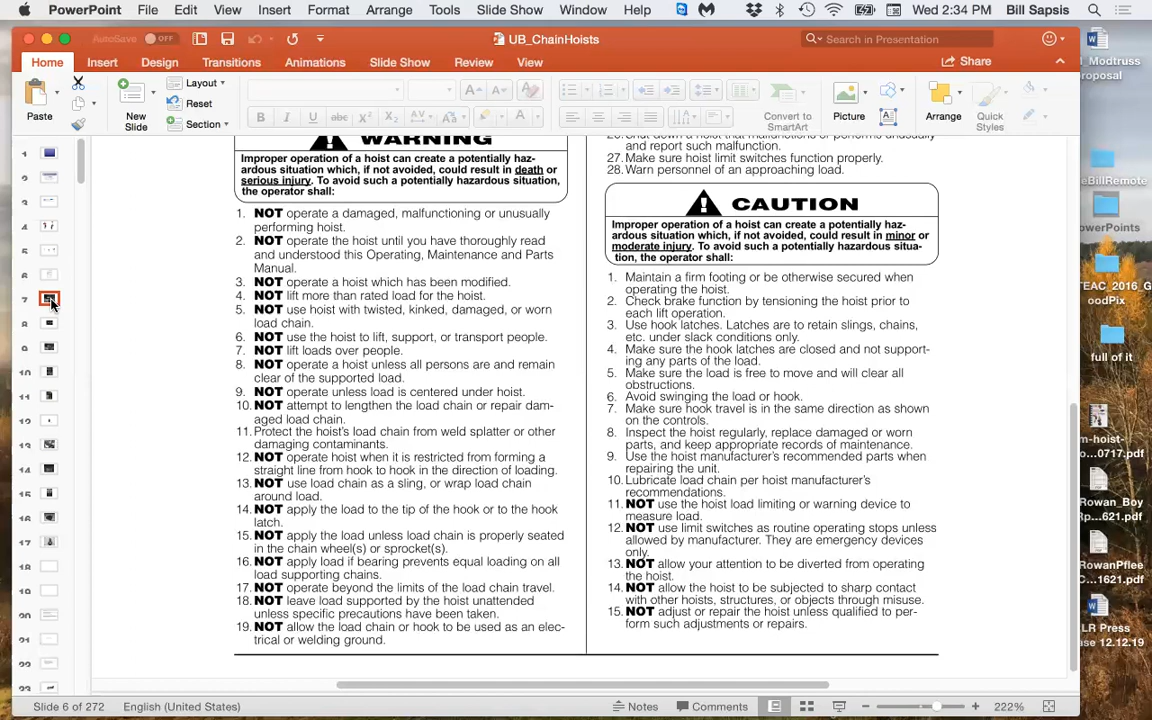 PowerPoint File Edit View Insert Format Arrange Tools Slide Show Window Help Wed 2:34 PM Bill Sapsis
AutoSave OFF UB_ChainHoists Search in Presentation
Home Insert Design Transitions Animations Slide Show Review View Share
Paste New Slide Layout Reset Section Convert to SmartArt Picture Arrange Quick Styles
WARNING
Improper operation of a hoist can create a potentially haz-
ardous situation which, if not avoided, could result in death or
serious injury. To avoid such a potentially hazardous situation,
the operator shall:
1. NOT operate a damaged, malfunctioning or unusually
performing hoist.
2. NOT operate the hoist until you have thoroughly read
and understood this Operating, Maintenance and Parts
Manual.
3. NOT operate a hoist which has been modified.
4. NOT lift more than rated load for the hoist.
5. NOT use hoist with twisted, kinked, damaged, or worn
load chain.
6. NOT use the hoist to lift, support, or transport people.
7. NOT lift loads over people.
8. NOT operate a hoist unless all persons are and remain
clear of the supported load.
9. NOT operate unless load is centered under hoist.
10. NOT attempt to lengthen the load chain or repair dam-
aged load chain.
11. Protect the hoist's load chain from weld splatter or other
damaging contaminants.
12. NOT operate hoist when it is restricted from forming a
straight line from hook to hook in the direction of loading.
13. NOT use load chain as a sling, or wrap load chain
around load.
14. NOT apply the load to the tip of the hook or to the hook
latch.
15. NOT apply the load unless load chain is properly seated
in the chain wheel(s) or sprocket(s).
16. NOT apply load if bearing prevents equal loading on all
load supporting chains.
17. NOT operate beyond the limits of the load chain travel.
18. NOT leave load supported by the hoist unattended
unless specific precautions have been taken.
19. NOT allow the load chain or hook to be used as an elec-
trical or welding ground.
and report such malfunction.
27. Make sure hoist limit switches function properly.
28. Warn personnel of an approaching load.
CAUTION
Improper operation of a hoist can create a potentially haz-
ardous situation which, if not avoided, could result in minor or
moderate injury. To avoid such a potentially hazardous situa-
tion, the operator shall:
1. Maintain a firm footing or be otherwise secured when
operating the hoist.
2. Check brake function by tensioning the hoist prior to
each lift operation.
3. Use hook latches. Latches are to retain slings, chains,
etc. under slack conditions only.
4. Make sure the hook latches are closed and not support-
ing any parts of the load.
5. Make sure the load is free to move and will clear all
obstructions.
6. Avoid swinging the load or hook.
7. Make sure hook travel is in the same direction as shown
on the controls.
8. Inspect the hoist regularly, replace damaged or worn
parts, and keep appropriate records of maintenance.
9. Use the hoist manufacturer's recommended parts when
repairing the unit.
10. Lubricate load chain per hoist manufacturer's
recommendations.
11. NOT use the hoist load limiting or warning device to
measure load.
12. NOT use limit switches as routine operating stops unless
allowed by manufacturer. They are emergency devices
only.
13. NOT allow your attention to be diverted from operating
the hoist.
14. NOT allow the hoist to be subjected to sharp contact
with other hoists, structures, or objects through misuse.
15. NOT adjust or repair the hoist unless qualified to per-
form such adjustments or repairs.
Slide 6 of 272 English (United States) Notes Comments 222%
_Modtruss
roposal
eBillRemote
rPoints
TEAC_2016_G
oodPix
full of it
m-hoist-
0717.pdf
Rowan_Boy
621.pdf
RowanPflee
1621.pdf
LR Press
12.12.19